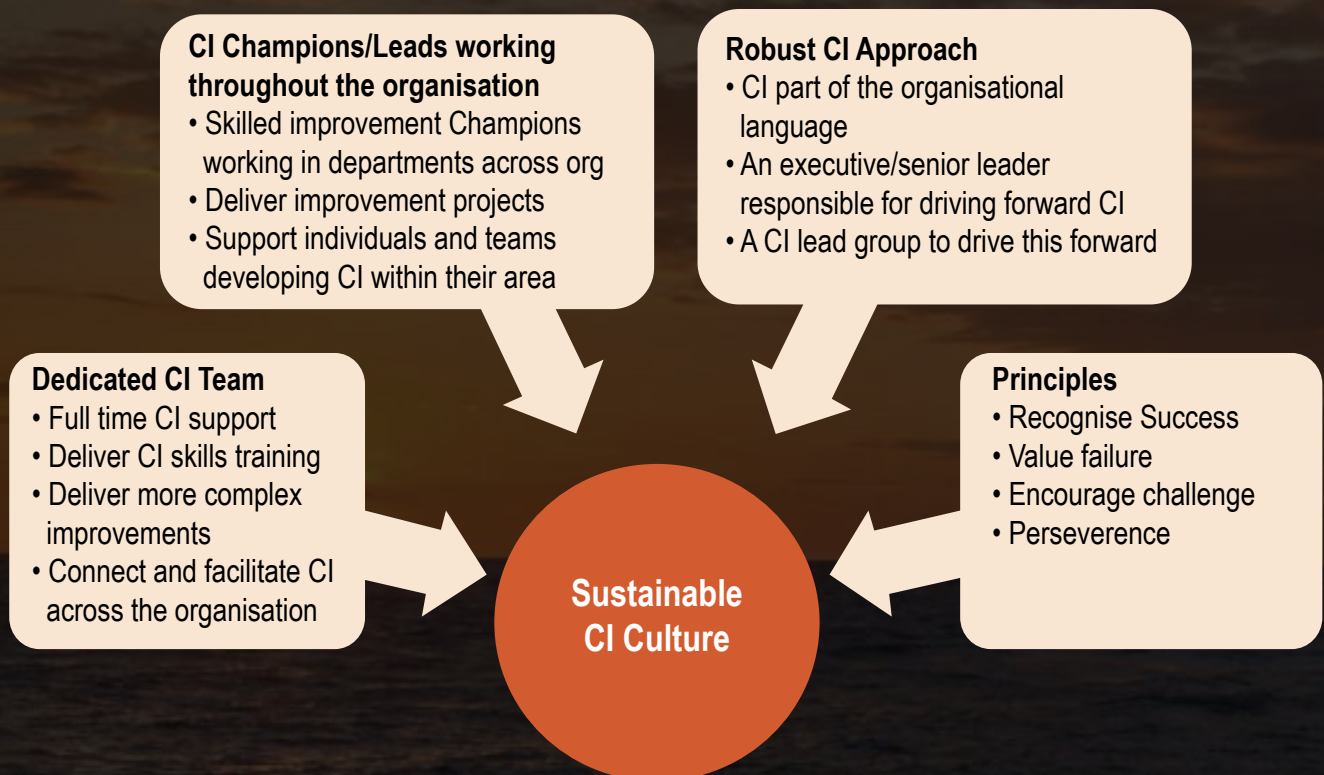 CI Champions/Leads working
throughout the organisation
• Skilled improvement Champions
working in departments across org
• Deliver improvement projects
• Support individuals and teams
developing CI within their area
Robust CI Approach
• CI part of the organisational
language
• An executive/senior leader
responsible for driving forward CI
• A CI lead group to drive this forward
Dedicated CI Team
• Full time CI support
• Deliver CI skills training
• Deliver more complex
improvements
• Connect and facilitate CI
across the organisation
Principles
• Recognise Success
• Value failure
• Encourage challenge
• Perseverence
Sustainable
CI Culture